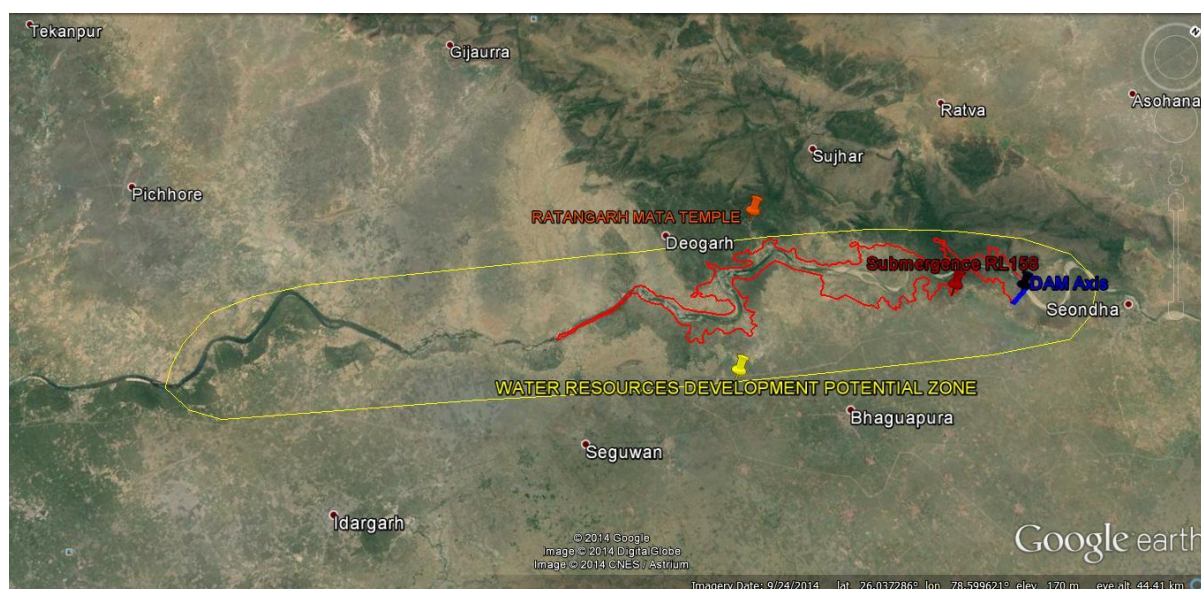 Tekanpur
Gijaurra
N
Asohana
Ratva
Sujhar
Pichhore
RATANGARH MATA TEMPLE
Deogarh
Submergence RL158
DAM Axis
Seondha
WATER RESOURCES DEVELOPMENT POTENTIAL ZONE
Bhaguapura
Seguwan
Idargarh
© 2014 Google
Image © 2014 DigitalGlobe
Image © 2014 CNES / Astrium
Google earth
Imagery Date: 9/24/2014 lat 26.037286° lon 78.599621° elev 170 m eye alt 44.41 km